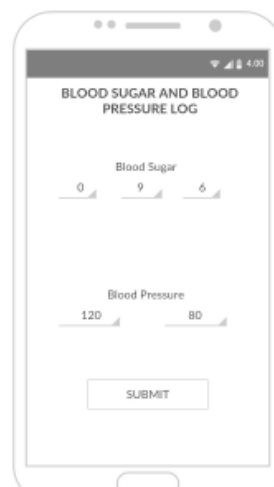 4:00
BLOOD SUGAR AND BLOOD
PRESSURE LOG
Blood Sugar
0 9 6
Blood Pressure
120 80
SUBMIT